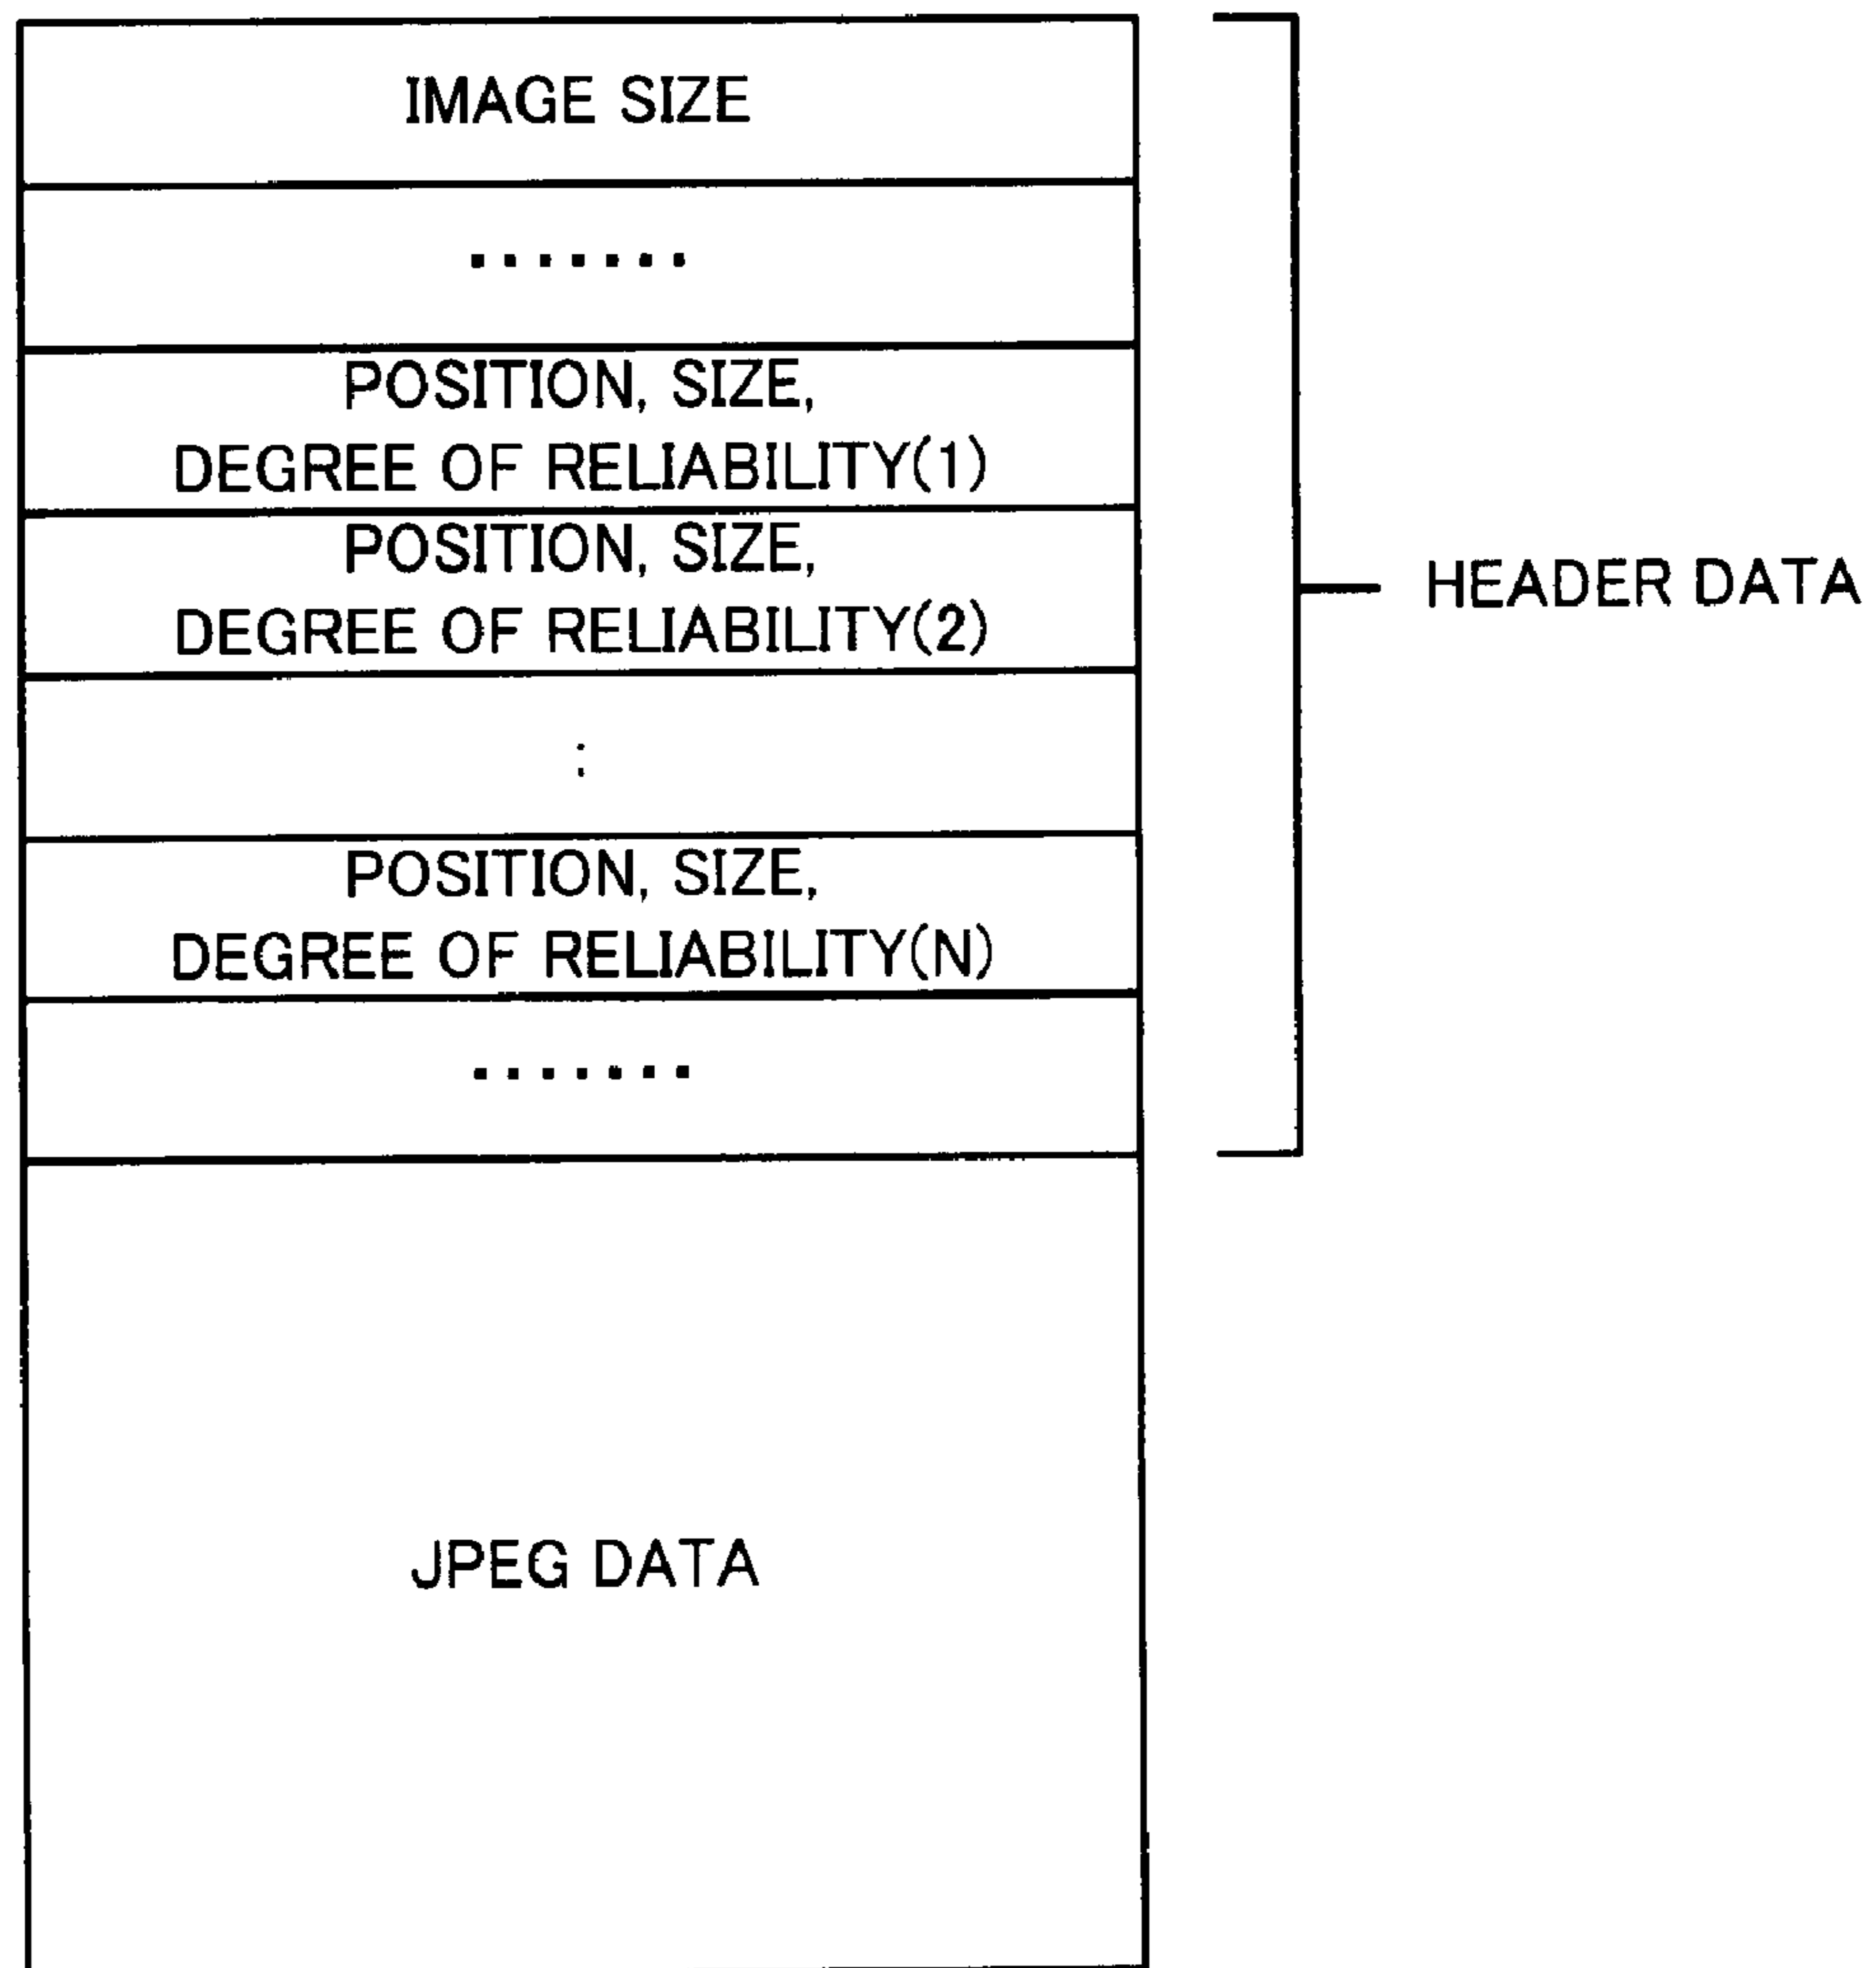 IMAGE SIZE
.......
POSITION, SIZE,
DEGREE OF RELIABILITY(1)
POSITION, SIZE,
DEGREE OF RELIABILITY(2)
:
POSITION, SIZE,
DEGREE OF RELIABILITY(N)
.......
HEADER DATA
JPEG DATA